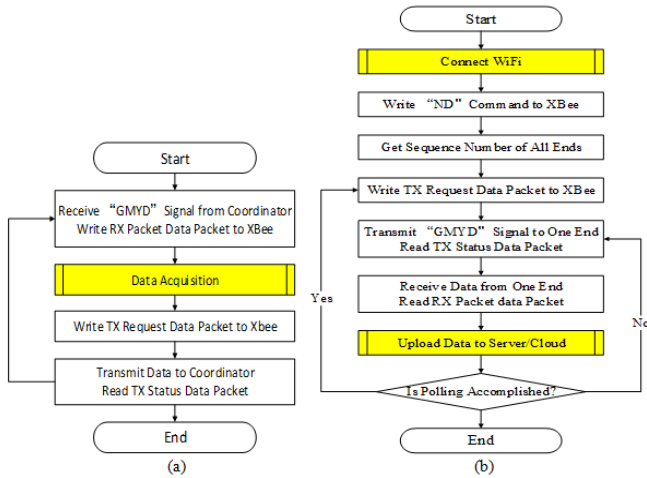 Start
Receive “GMYD” Signal from Coordinator
Write RX Packet Data Packet to XBee
Data Acquisition
Write TX Request Data Packet to Xbee
Transmit Data to Coordinator
Read TX Status Data Packet
End
(a)
Start
Connect WiFi
Write “ND” Command to XBee
Get Sequence Number of All Ends
Write TX Request Data Packet to XBee
Transmit “GMYD” Signal to One End
Read TX Status Data Packet
Yes
Receive Data from One End
Read RX Packet data Packet
No
Upload Data to Server/Cloud
Is Polling Accomplished?
End
(b)